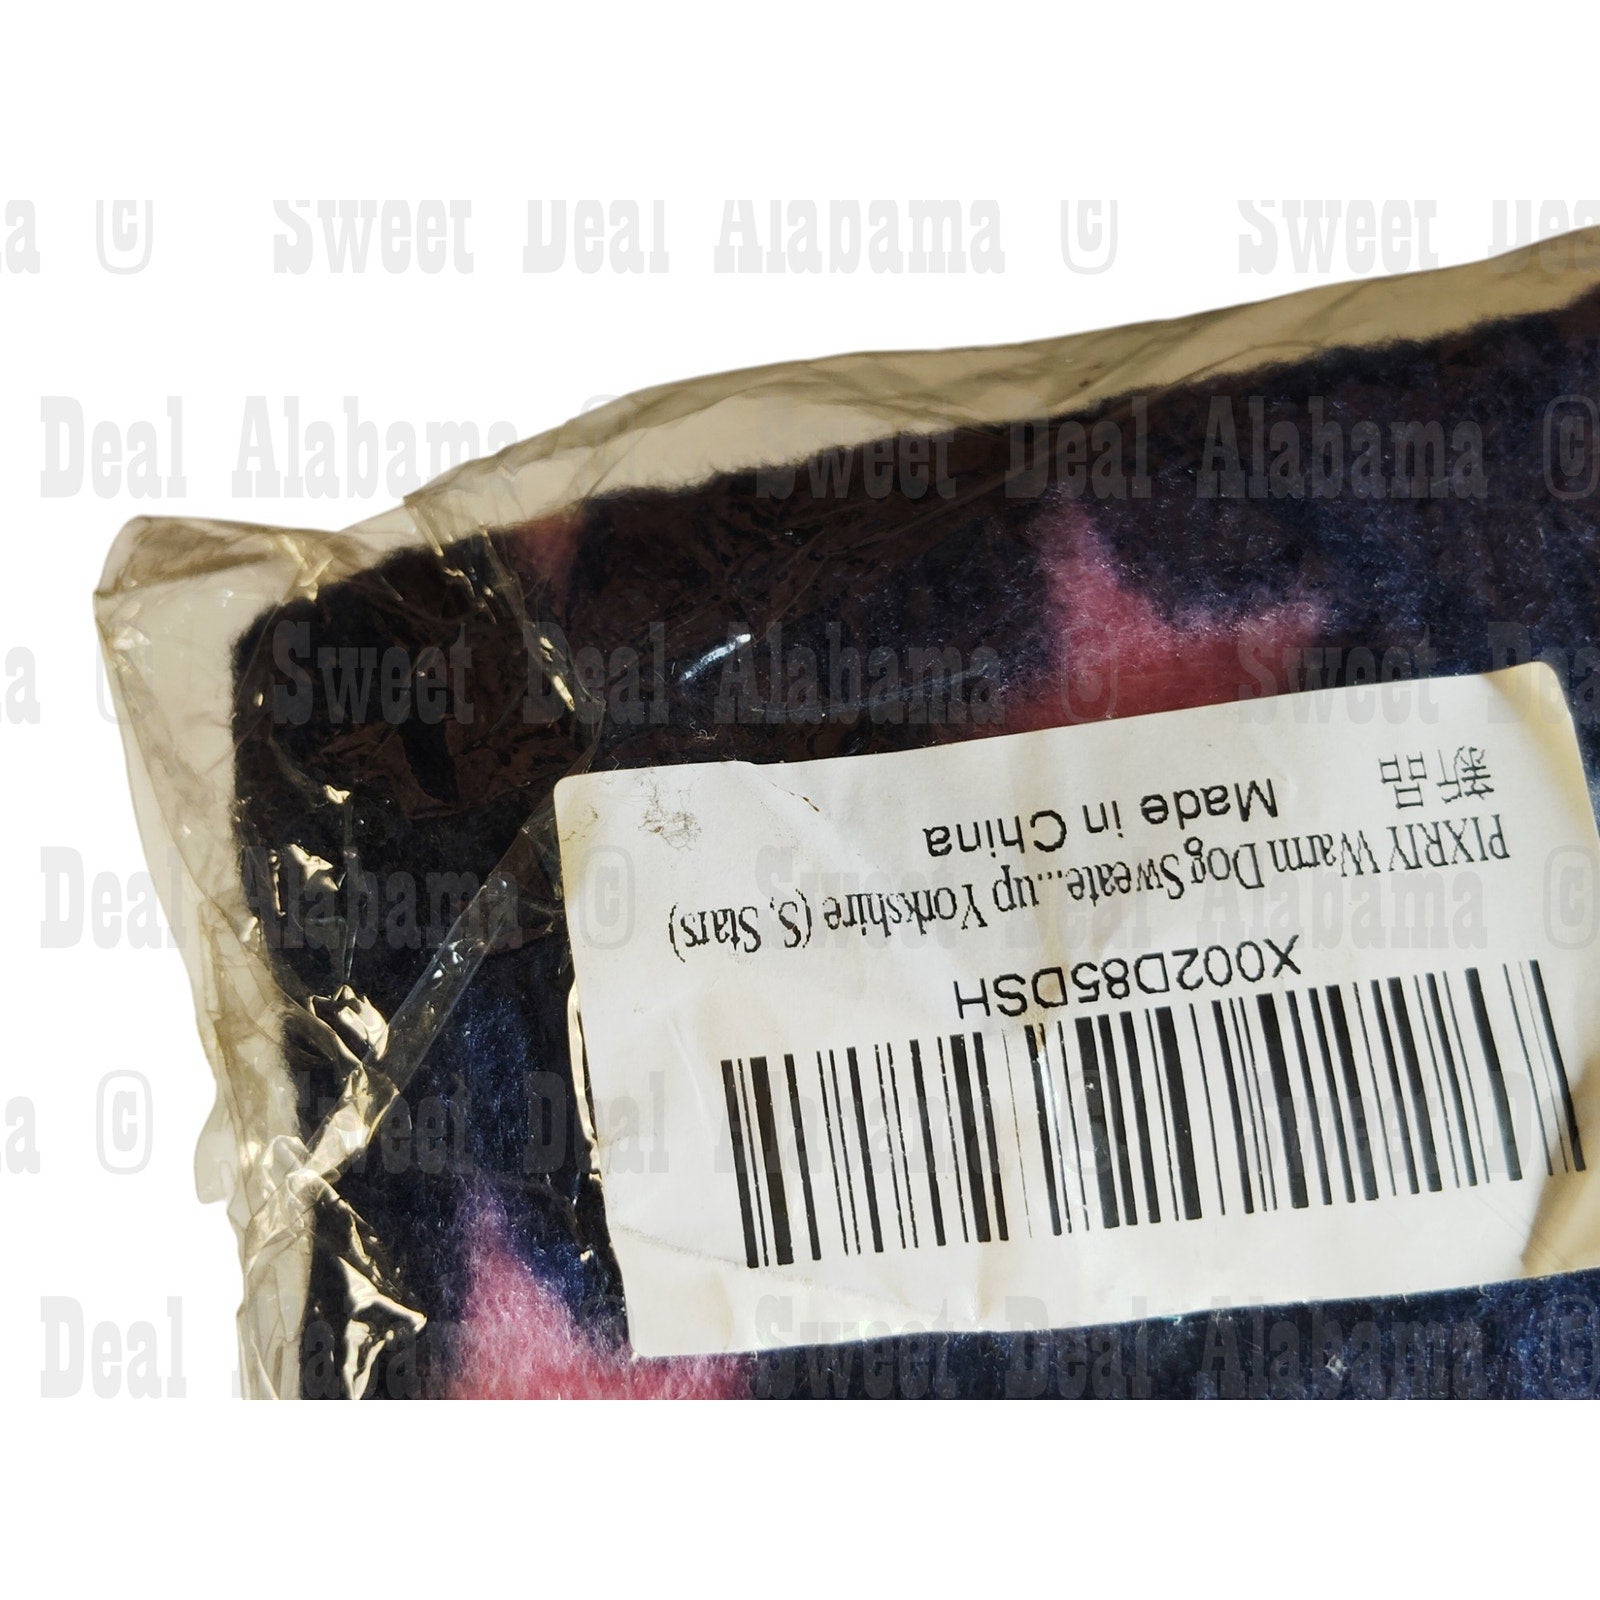 Sweet Deal Alabama ©
X002D85DSH
PIXRIY Warm Dog Sweate...up Yorkshire (S, Stars)
新品
Made in China